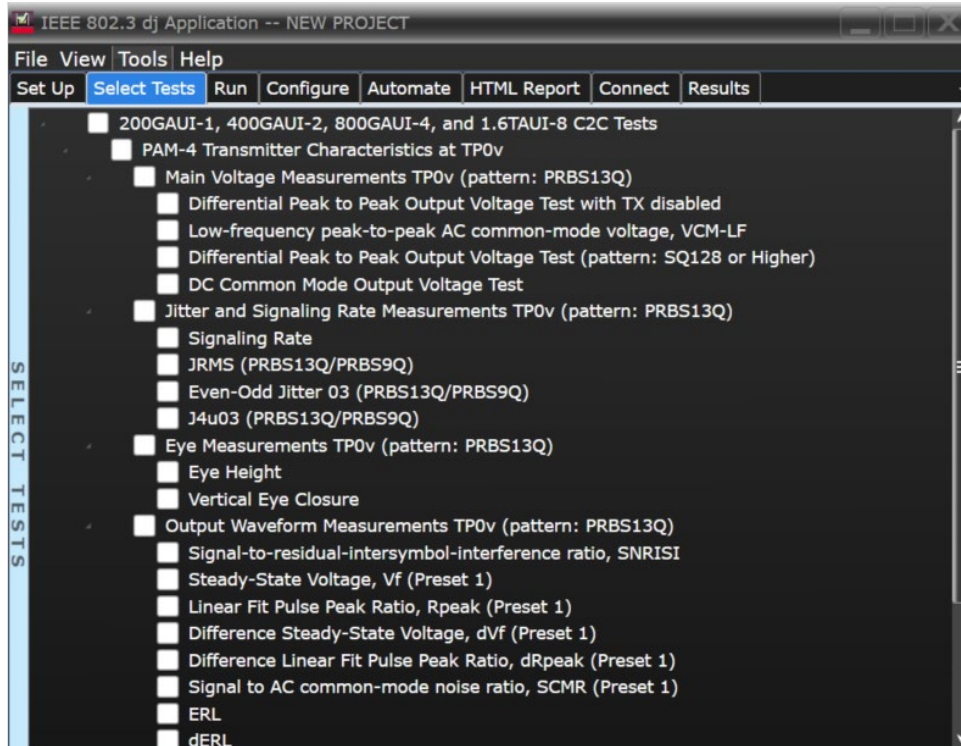 IEEE 802.3 dj Application -- NEW PROJECT
File View Tools Help
Set Up Select Tests Run Configure Automate HTML Report Connect Results
200GAUI-1, 400GAUI-2, 800GAUI-4, and 1.6TAUI-8 C2C Tests
PAM-4 Transmitter Characteristics at TP0v
Main Voltage Measurements TP0v (pattern: PRBS13Q)
Differential Peak to Peak Output Voltage Test with TX disabled
Low-frequency peak-to-peak AC common-mode voltage, VCM-LF
Differential Peak to Peak Output Voltage Test (pattern: SQ128 or Higher)
DC Common Mode Output Voltage Test
Jitter and Signaling Rate Measurements TP0v (pattern: PRBS13Q)
Signaling Rate
JRMS (PRBS13Q/PRBS9Q)
Even-Odd Jitter 03 (PRBS13Q/PRBS9Q)
J4u03 (PRBS13Q/PRBS9Q)
Eye Measurements TP0v (pattern: PRBS13Q)
Eye Height
Vertical Eye Closure
Output Waveform Measurements TP0v (pattern: PRBS13Q)
Signal-to-residual-intersymbol-interference ratio, SNRISI
Steady-State Voltage, Vf (Preset 1)
Linear Fit Pulse Peak Ratio, Rpeak (Preset 1)
Difference Steady-State Voltage, dVf (Preset 1)
Difference Linear Fit Pulse Peak Ratio, dRpeak (Preset 1)
Signal to AC common-mode noise ratio, SCMR (Preset 1)
ERL
dERL
SELECT TESTS